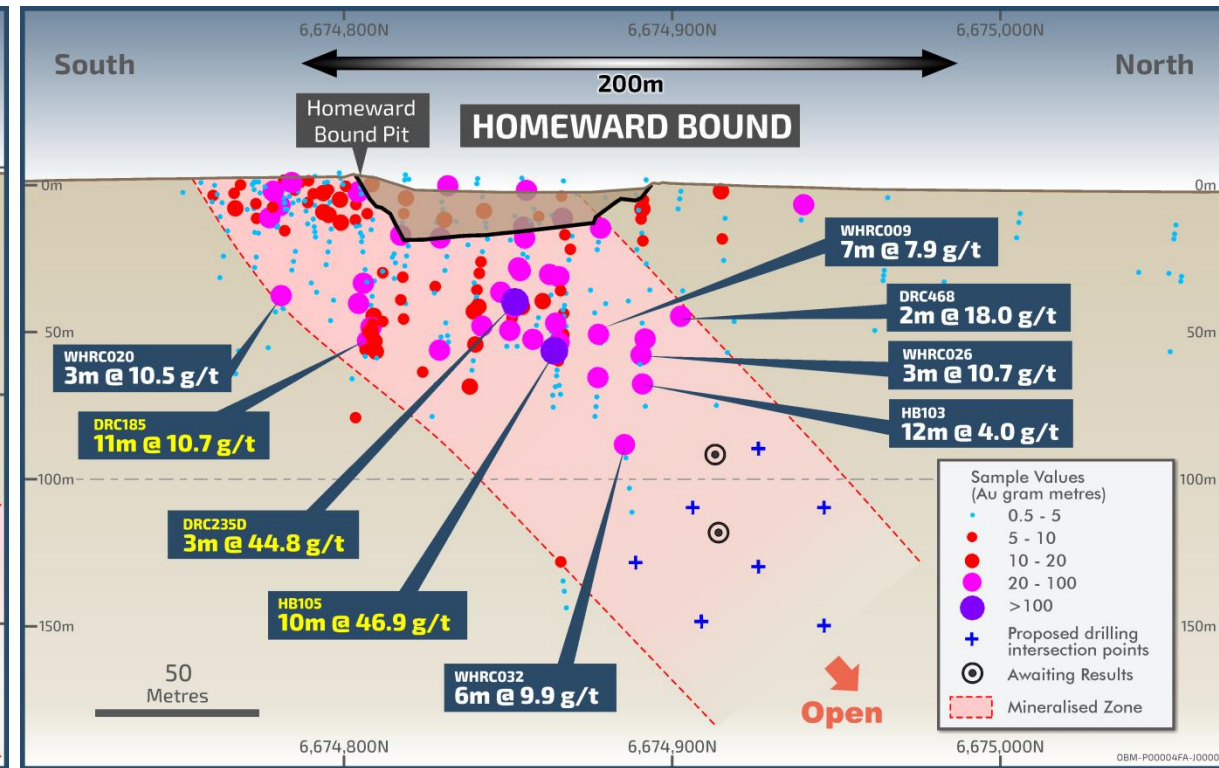 6,674,800N
6,674,900N
6,675,000N
South
North
200m
Homeward
Bound Pit
HOMEWARD BOUND
0m
0m
WHRC009
7m @ 7.9 g/t
DRC468
2m @ 18.0 g/t
50m
50m
WHRC020
3m @ 10.5 g/t
WHRC026
3m @ 10.7 g/t
DRC185
11m @ 10.7 g/t
HB103
12m @ 4.0 g/t
100m
100m
DRC235D
3m @ 44.8 g/t
HB105
10m @ 46.9 g/t
WHRC032
6m @ 9.9 g/t
150m
150m
Sample Values
(Au gram metres)
0.5 - 5
5 - 10
10 - 20
20 - 100
>100
Proposed drilling
intersection points
Awaiting Results
Mineralised Zone
50
Metres
Open
6,674,800N
6,674,900N
6,675,000N